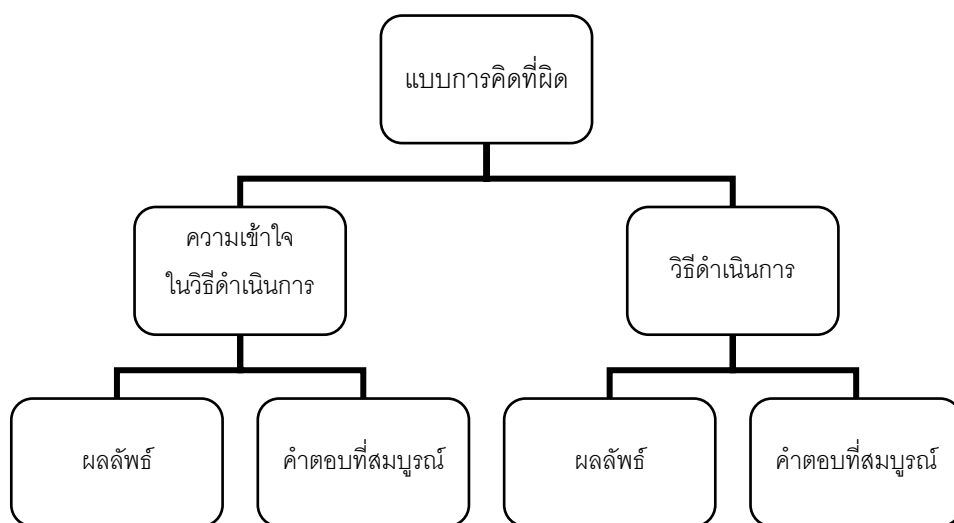 แบบการคิดที่ผิด
ความเข้าใจ
ในวิธีดำเนินการ
วิธีดำเนินการ
ผลลัพธ์
คำตอบที่สมบูรณ์
ผลลัพธ์
คำตอบที่สมบูรณ์